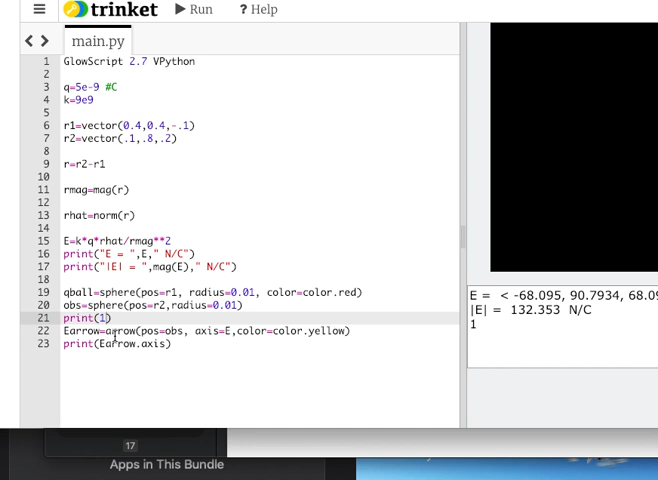 trinket Run ? Help
main.py
1 GlowScript 2.7 VPython
2
3 q=5e-9 #C
4 k=9e9
5
6 r1=vector(0.4,0.4,-.1)
7 r2=vector(.1,.8,.2)
8
9 r=r2-r1
10
11 rmag=mag(r)
12
13 rhat=norm(r)
14
15 E=k*q*rhat/rmag**2
16 print("E = ",E," N/C")
17 print("|E| = ",mag(E)," N/C")
18
19 qball=sphere(pos=r1, radius=0.01, color=color.red)
20 obs=sphere(pos=r2,radius=0.01)
21 print(1)
22 Earrow=arrow(pos=obs, axis=E,color=color.yellow)
23 print(Earrow.axis)
E = < -68.095, 90.7934, 68.09
|E| = 132.353 N/C
1
17
Apps in This Bundle